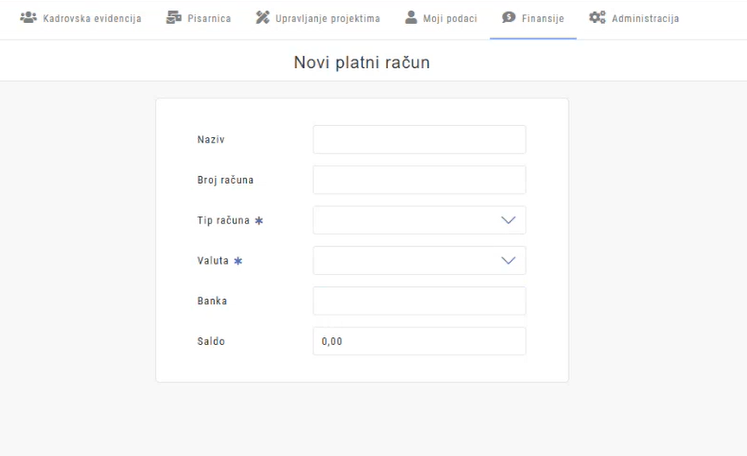 Kadrovska evidencija Pisarnica Upravljanje projektima Moji podaci Finansije Administracija
Novi platni račun
Naziv
Broj računa
Tip računa *
Valuta *
Banka
Saldo 0,00